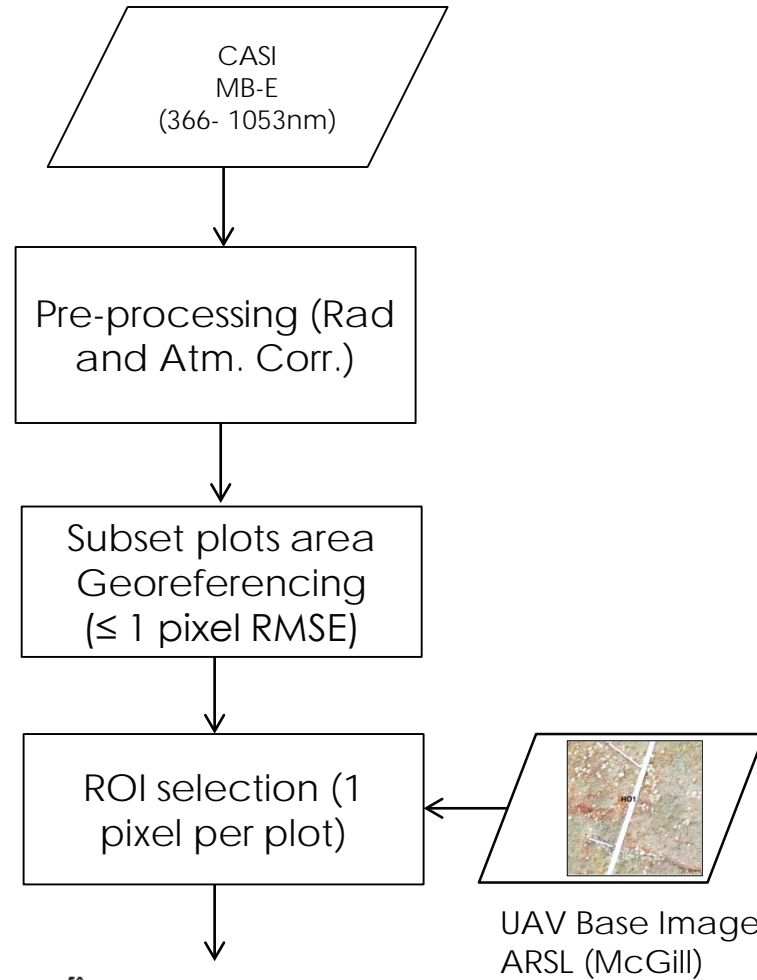 CASI
MB-E
(366- 1053nm)
Pre-processing (Rad
and Atm. Corr.)
Subset plots area
Georeferencing
(≤ 1 pixel RMSE)
ROI selection (1
pixel per plot)
HO1
UAV Base Image
ARSL (McGill)